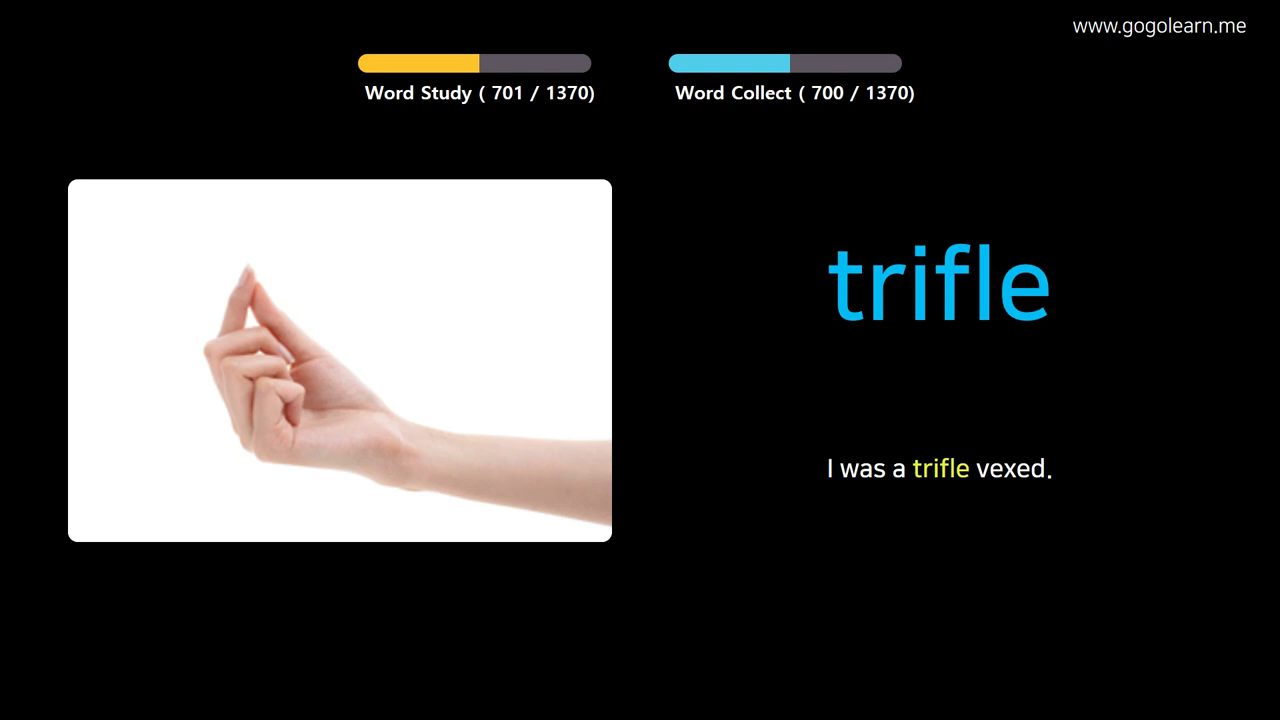 www.gogolearn.me
Word Study ( 701 / 1370)
Word Collect ( 700 / 1370)
trifle
I was a trifle vexed.